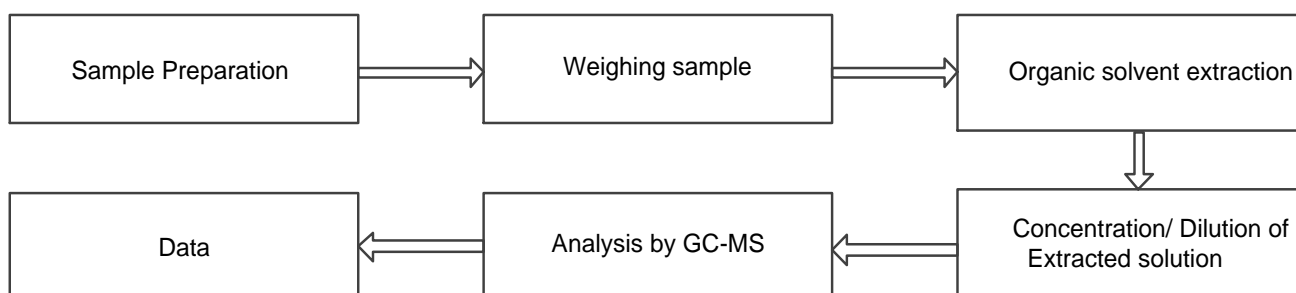 Sample Preparation
Weighing sample
Organic solvent extraction
Concentration/ Dilution of
Extracted solution
Analysis by GC-MS
Data